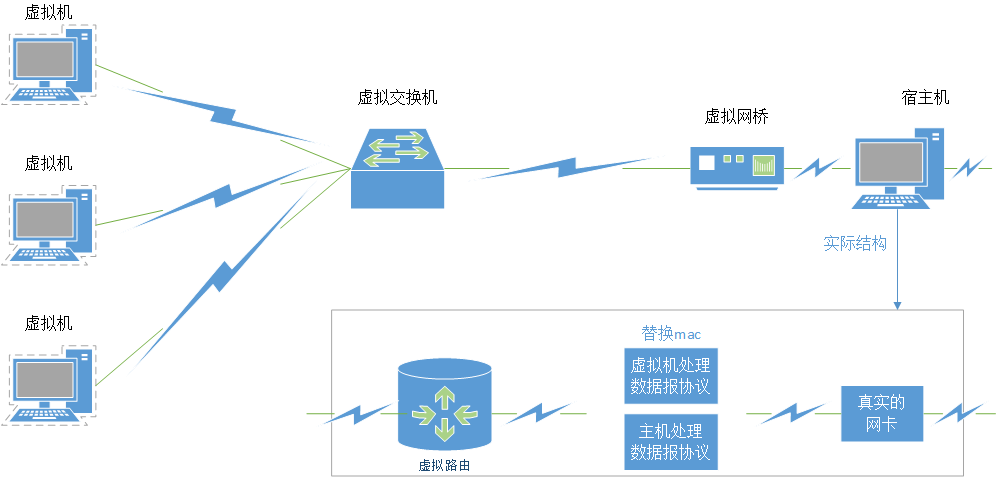 虚拟机
虚拟机
虚拟机
虚拟交换机
虚拟网桥
宿主机
实际结构
替换mac
虚拟机处理
数据报协议
主机处理
数据报协议
真实的
网卡
虚拟路由